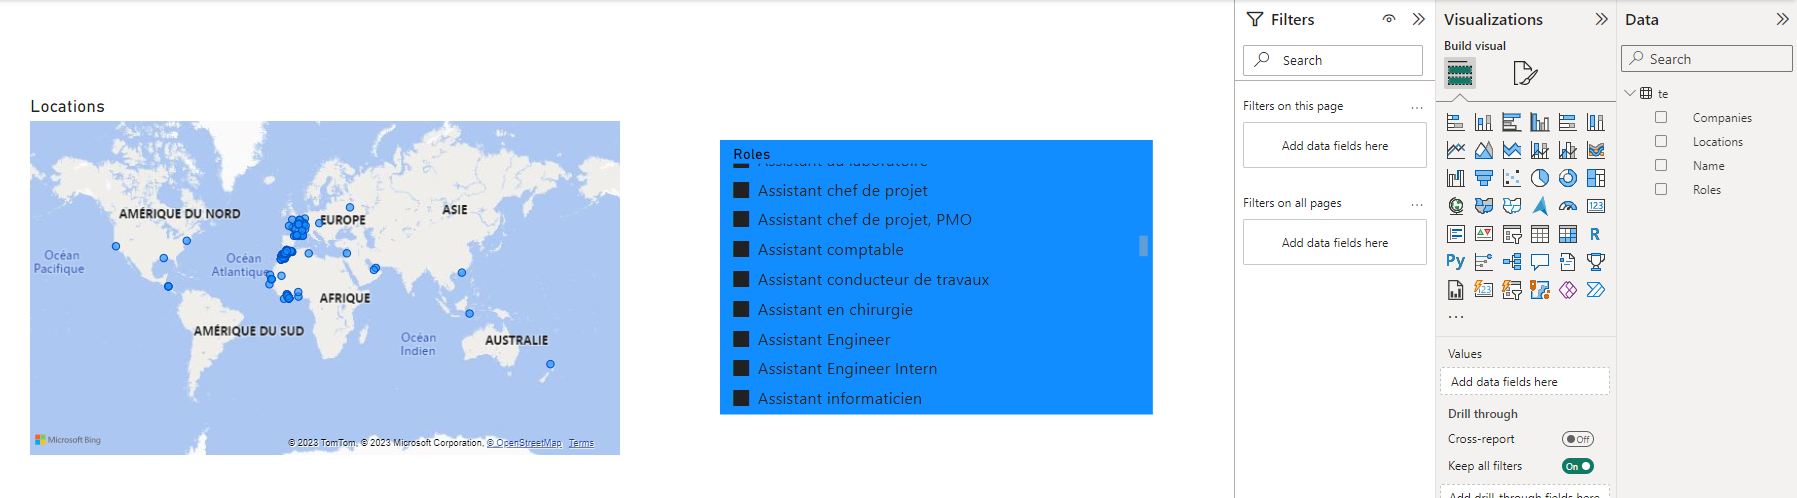 Locations
AMÉRIQUE DU NORD
EUROPE
ASIE
Océan
Pacifique
Océan
Atlantique
AFRIQUE
AMÉRIQUE DU SUD
Océan
Indien
AUSTRALIE
Microsoft Bing
© 2023 TomTom, © 2023 Microsoft Corporation, © OpenStreetMap Terms
Roles
Assistant du laboratoire
Assistant chef de projet
Assistant chef de projet, PMO
Assistant comptable
Assistant conducteur de travaux
Assistant en chirurgie
Assistant Engineer
Assistant Engineer Intern
Assistant informaticien
Filters
Search
Filters on this page
...
Add data fields here
Filters on all pages
...
Add data fields here
Visualizations
Build visual
123
R
Py
123
...
Values
Add data fields here
Drill through
Cross-report
Off
Keep all filters
On
Add drill-through fields here
Data
Search
te
Companies
Locations
Name
Roles